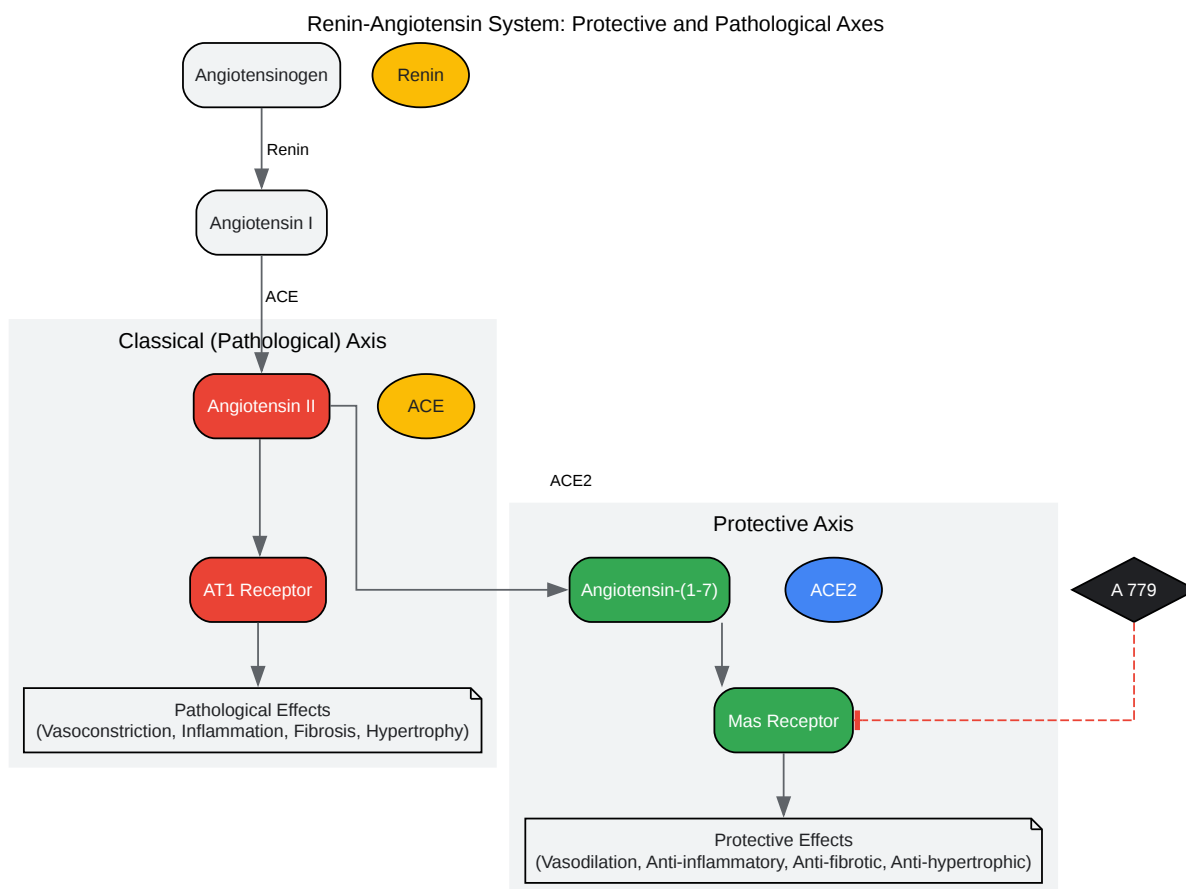 Renin-Angiotensin System: Protective and Pathological Axes
Angiotensinogen
Renin
Renin
Angiotensin I
ACE
Classical (Pathological) Axis
Angiotensin II
ACE
ACE2
Protective Axis
AT1 Receptor
Angiotensin-(1-7)
ACE2
A 779
Pathological Effects
(Vasoconstriction, Inflammation, Fibrosis, Hypertrophy)
Mas Receptor
Protective Effects
(Vasodilation, Anti-inflammatory, Anti-fibrotic, Anti-hypertrophic)